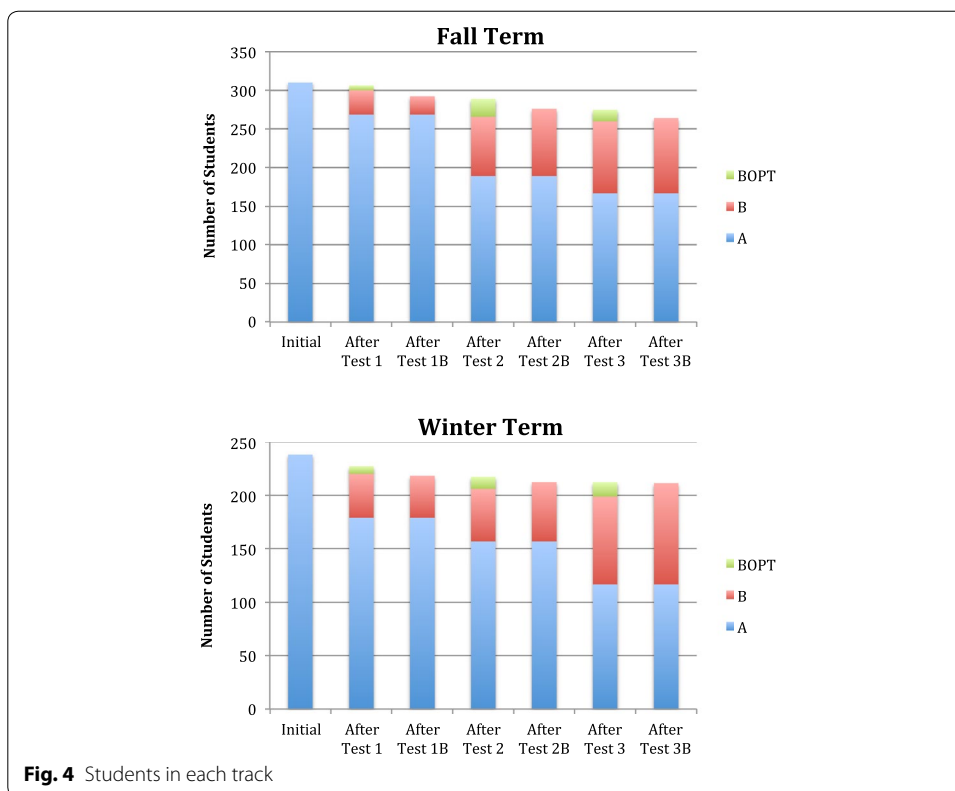 Fall Term
Number of Students
350
300
250
200
150
100
50
0
Initial
After Test 1
After Test 1B
After Test 2
After Test 2B
After Test 3
After Test 3B
BOPT
B
A
Winter Term
Number of Students
250
200
150
100
50
0
Initial
After Test 1
After Test 1B
After Test 2
After Test 2B
After Test 3
After Test 3B
BOPT
B
A
Fig. 4 Students in each track